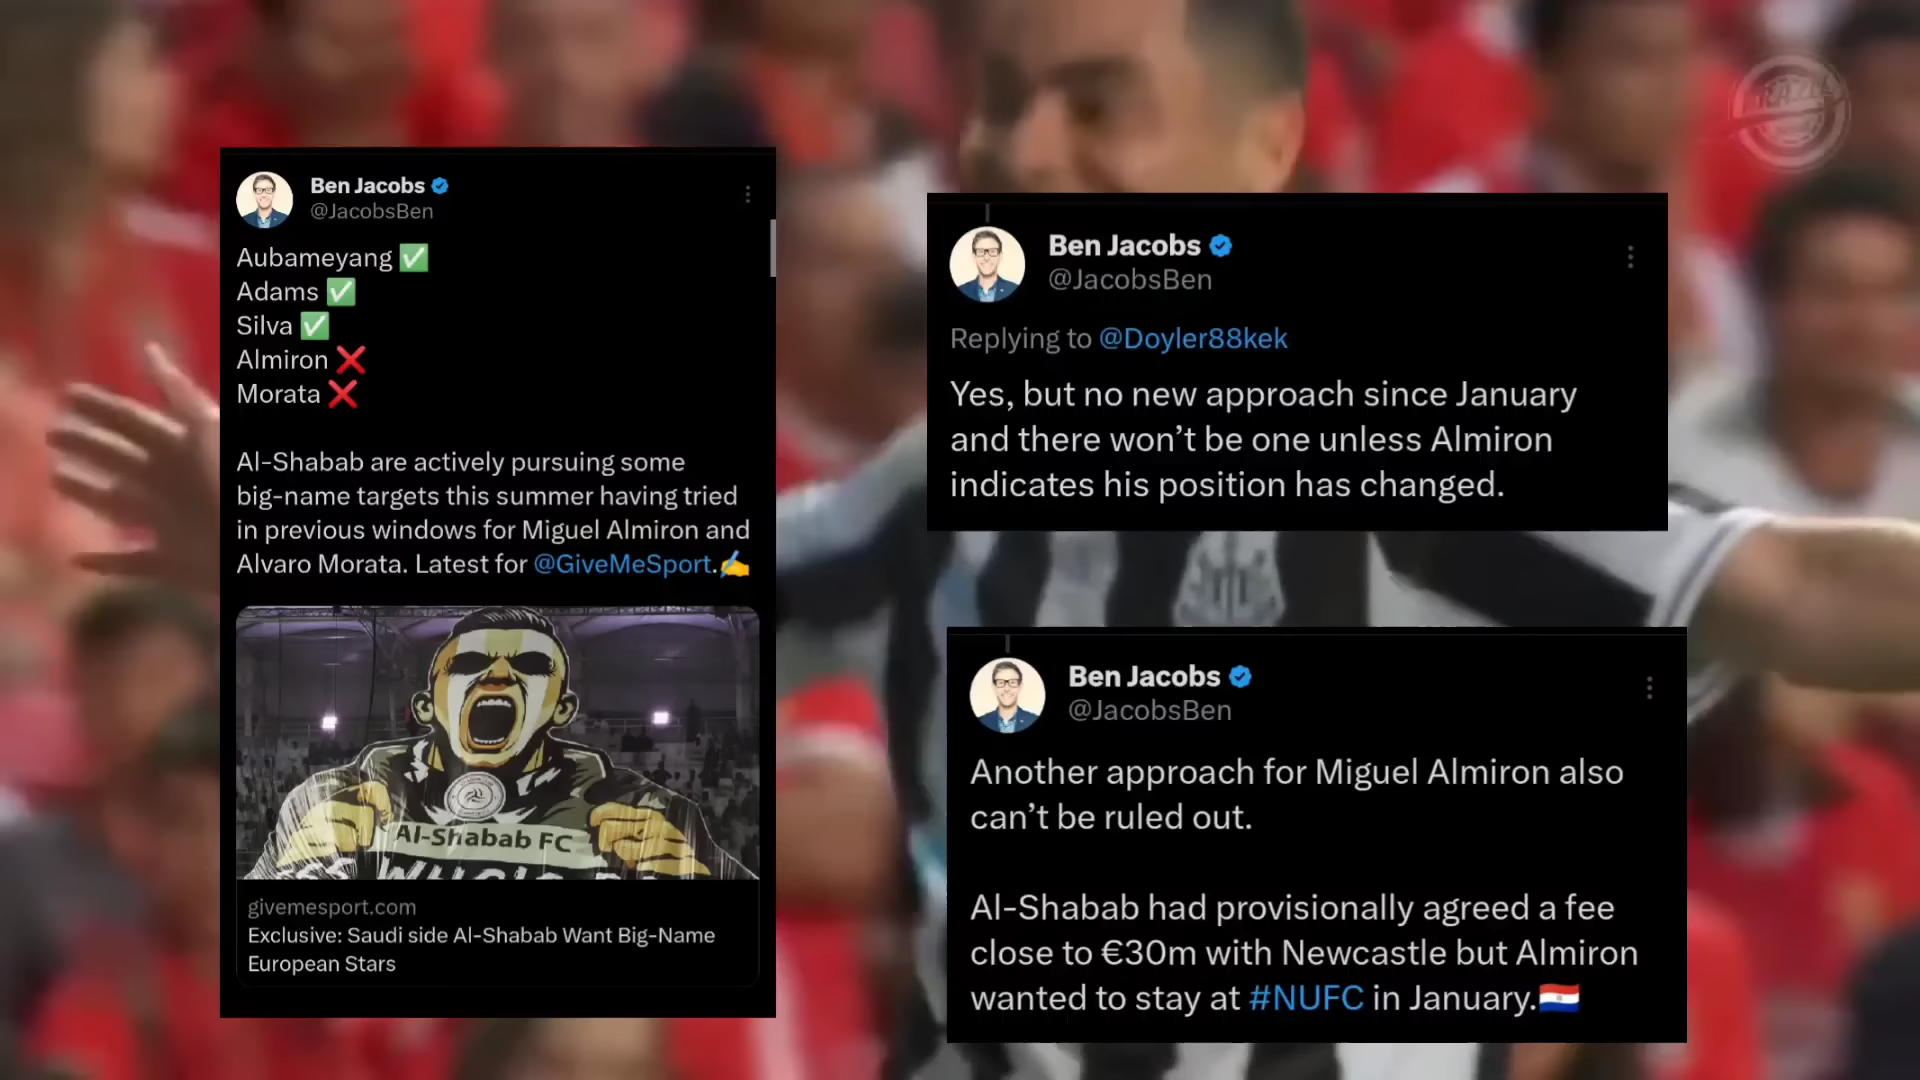 Ben Jacobs
@JacobsBen
Aubameyang ✅
Adams ✅
Silva ✅
Almiron ❌
Morata ❌
Al-Shabab are actively pursuing some
big-name targets this summer having tried
in previous windows for Miguel Almiron and
Alvaro Morata. Latest for @GiveMeSport.✍️
Al-Shabab FC
givemesport.com
Exclusive: Saudi side Al-Shabab Want Big-Name
European Stars
Ben Jacobs
@JacobsBen
Replying to @Doyler88kek
Yes, but no new approach since January
and there won’t be one unless Almiron
indicates his position has changed.
Ben Jacobs
@JacobsBen
Another approach for Miguel Almiron also
can’t be ruled out.
Al-Shabab had provisionally agreed a fee
close to €30m with Newcastle but Almiron
wanted to stay at #NUFC in January.🇵🇾